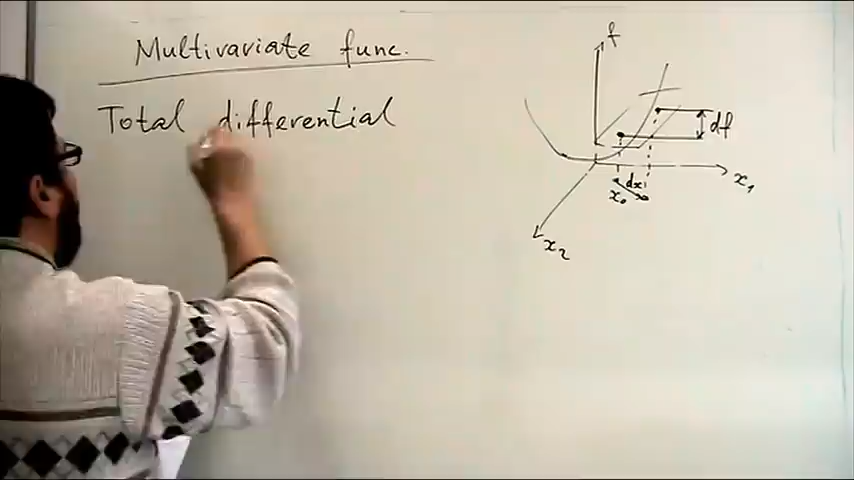 Multivariate func.
Total differential
f
df
x₁
dx
x₀
x₂